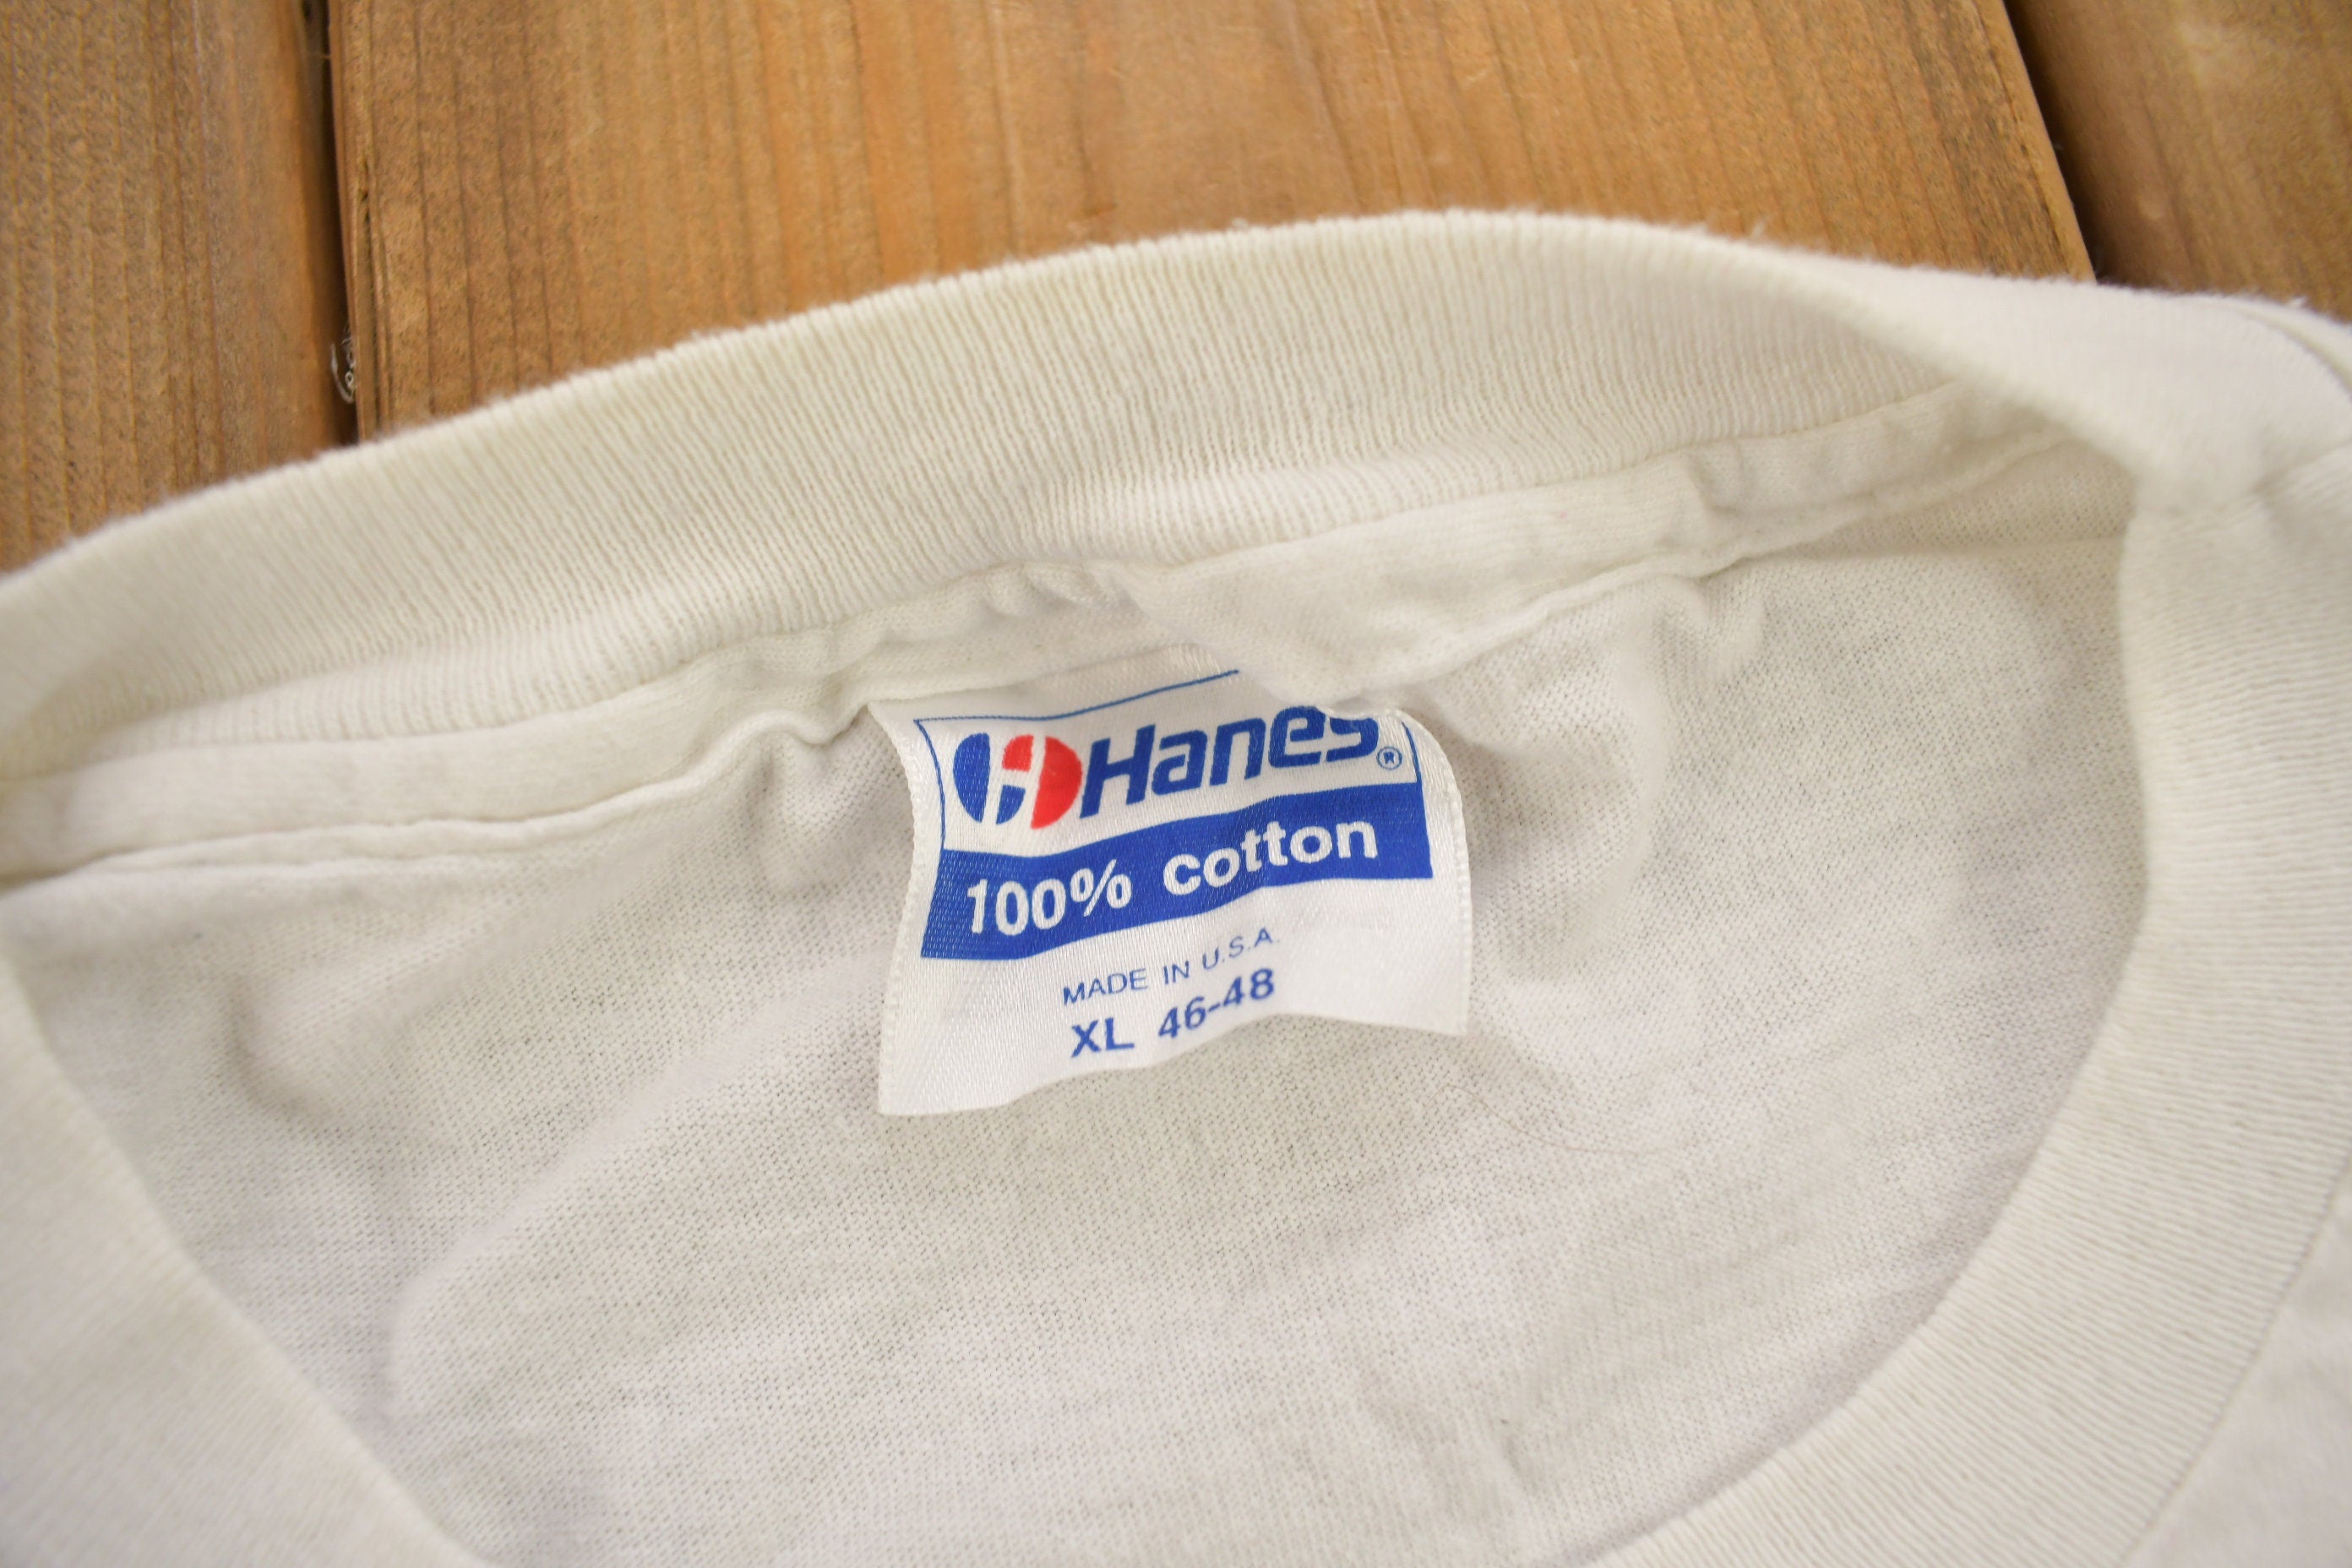 Hanes®
100% cotton
MADE IN U.S.A.
XL 46-48